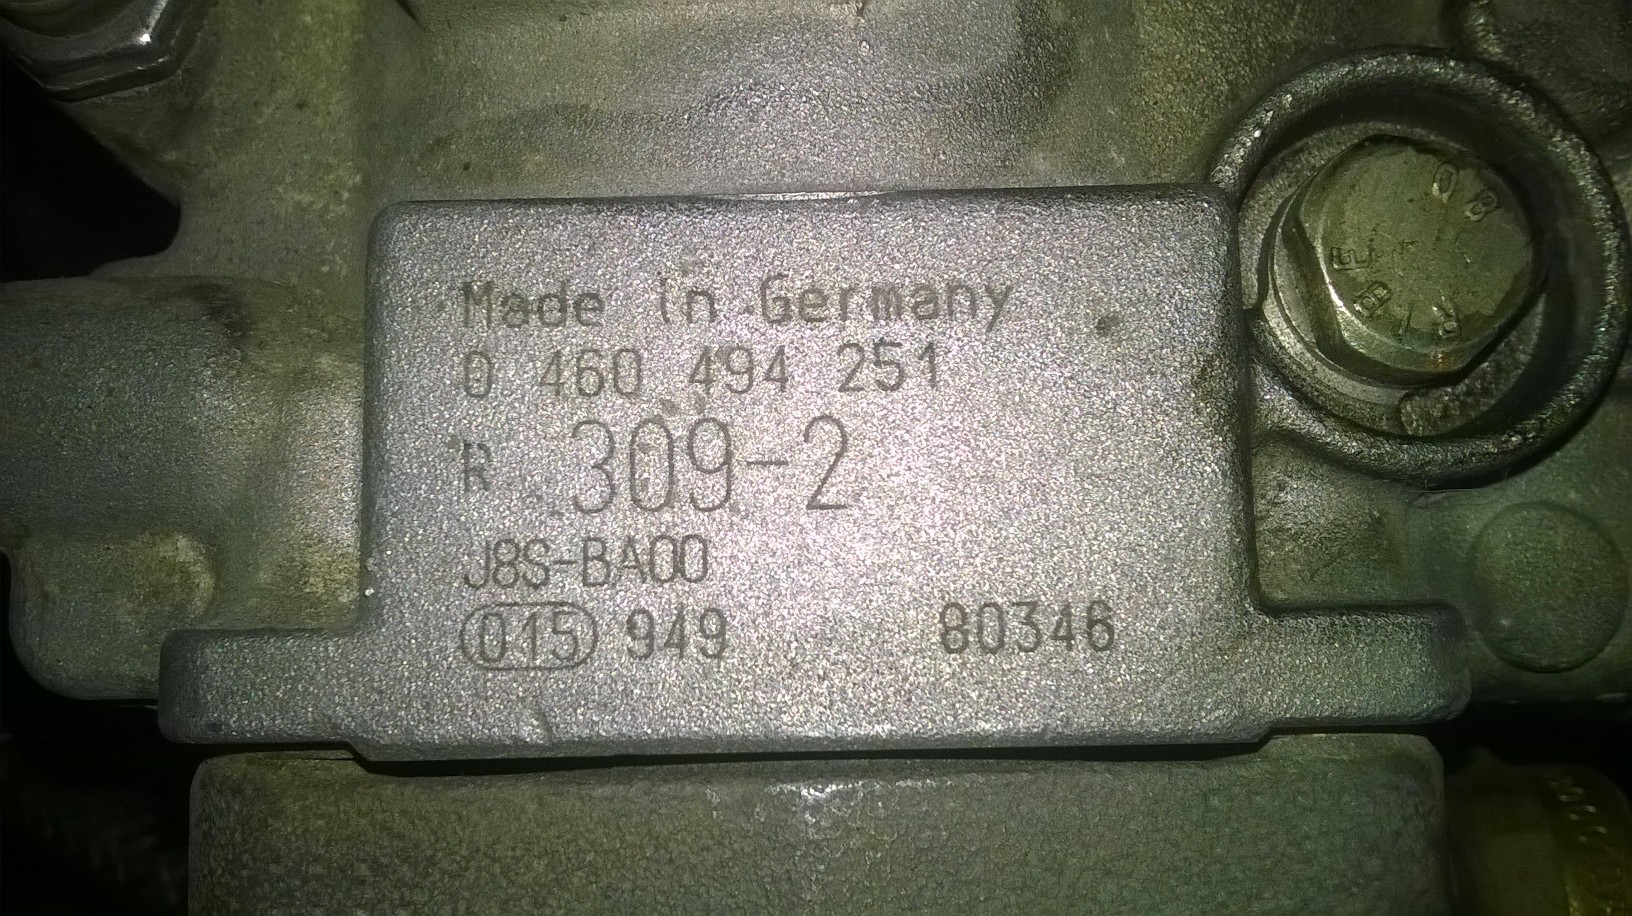 Made in Germany
0 460 494 251
R 309-2
J8S-BA00
015 949 80346